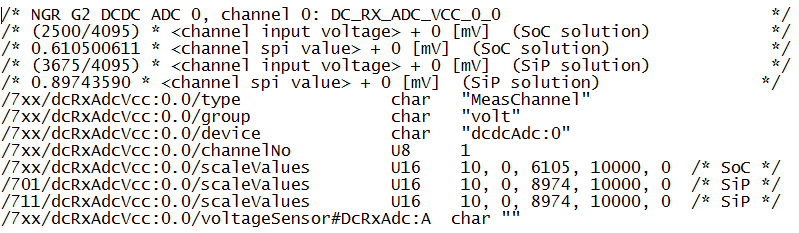 /* NGR G2 DCDC ADC 0, channel 0: DC_RX_ADC_VCC_0_0 */
/* (2500/4095) * <channel input voltage> + 0 [mV] (SoC solution) */
/* 0.610500611 * <channel spi value> + 0 [mV] (SoC solution) */
/* (3675/4095) * <channel input voltage> + 0 [mV] (SiP solution) */
/* 0.89743590 * <channel spi value> + 0 [mV] (SiP solution) */
/7xx/dcRxAdcVcc:0.0/type char "MeasChannel"
/7xx/dcRxAdcVcc:0.0/group char "volt"
/7xx/dcRxAdcVcc:0.0/device char "dcdcAdc:0"
/7xx/dcRxAdcVcc:0.0/channelNo U8 1
/7xx/dcRxAdcVcc:0.0/scaleValues U16 10, 0, 6105, 10000, 0 /* SoC */
/701/dcRxAdcVcc:0.0/scaleValues U16 10, 0, 8974, 10000, 0 /* SiP */
/711/dcRxAdcVcc:0.0/scaleValues U16 10, 0, 8974, 10000, 0 /* SiP */
/7xx/dcRxAdcVcc:0.0/voltageSensor#DcRxAdc:A char ""